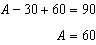 A − 30 + 60 = 90
A = 60